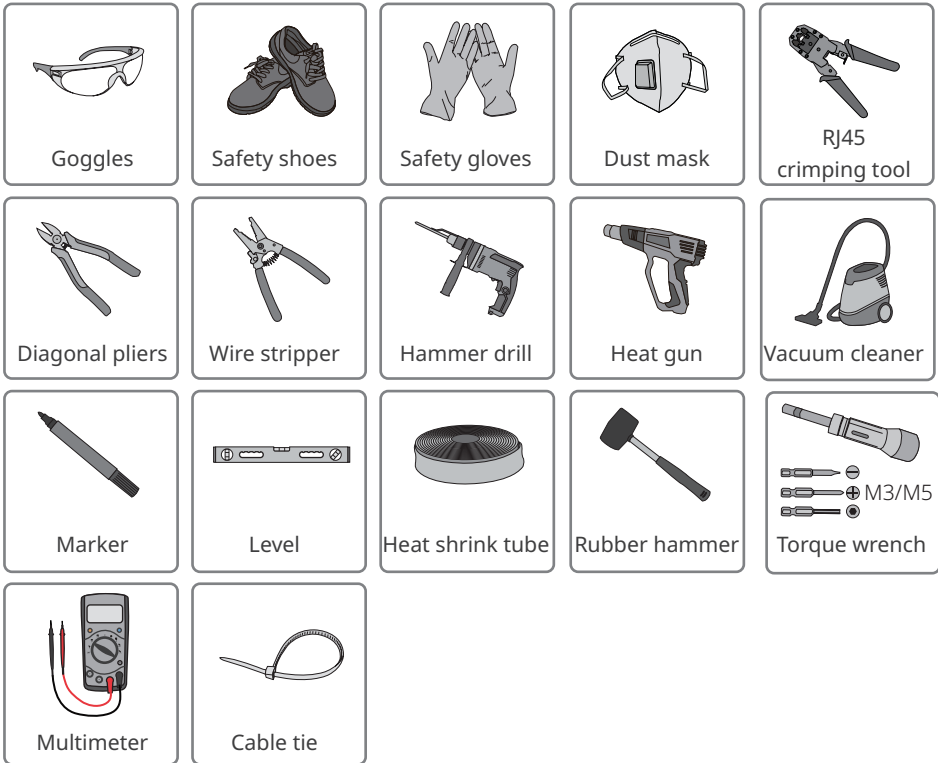 Goggles
Safety shoes
Safety gloves
Dust mask
RJ45
crimping tool
Diagonal pliers
Wire stripper
Hammer drill
Heat gun
Vacuum cleaner
Marker
Level
Heat shrink tube
Rubber hammer
M3/M5
Torque wrench
Multimeter
Cable tie